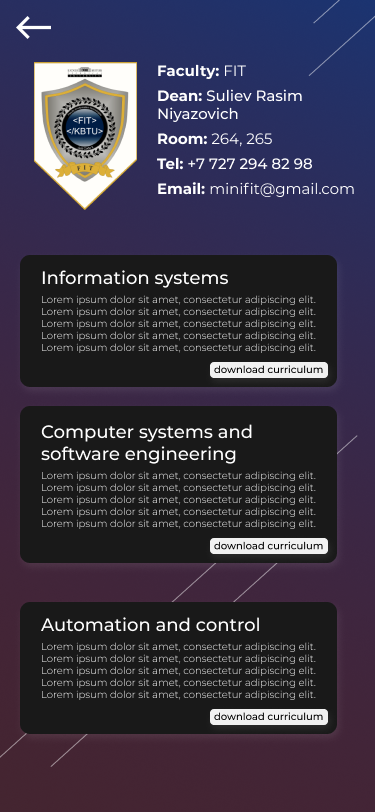 Faculty: FIT
Dean: Suliev Rasim
Niyazovich
Room: 264, 265
Tel: +7 727 294 82 98
Email: minifit@gmail.com
<FIT>
</KBTU>
FIT
Information systems
Lorem ipsum dolor sit amet, consectetur adipiscing elit.
Lorem ipsum dolor sit amet, consectetur adipiscing elit.
Lorem ipsum dolor sit amet, consectetur adipiscing elit.
Lorem ipsum dolor sit amet, consectetur adipiscing elit.
Lorem ipsum dolor sit amet, consectetur adipiscing elit.
download curriculum
Computer systems and
software engineering
Lorem ipsum dolor sit amet, consectetur adipiscing elit.
Lorem ipsum dolor sit amet, consectetur adipiscing elit.
Lorem ipsum dolor sit amet, consectetur adipiscing elit.
Lorem ipsum dolor sit amet, consectetur adipiscing elit.
Lorem ipsum dolor sit amet, consectetur adipiscing elit.
download curriculum
Automation and control
Lorem ipsum dolor sit amet, consectetur adipiscing elit.
Lorem ipsum dolor sit amet, consectetur adipiscing elit.
Lorem ipsum dolor sit amet, consectetur adipiscing elit.
Lorem ipsum dolor sit amet, consectetur adipiscing elit.
Lorem ipsum dolor sit amet, consectetur adipiscing elit.
download curriculum